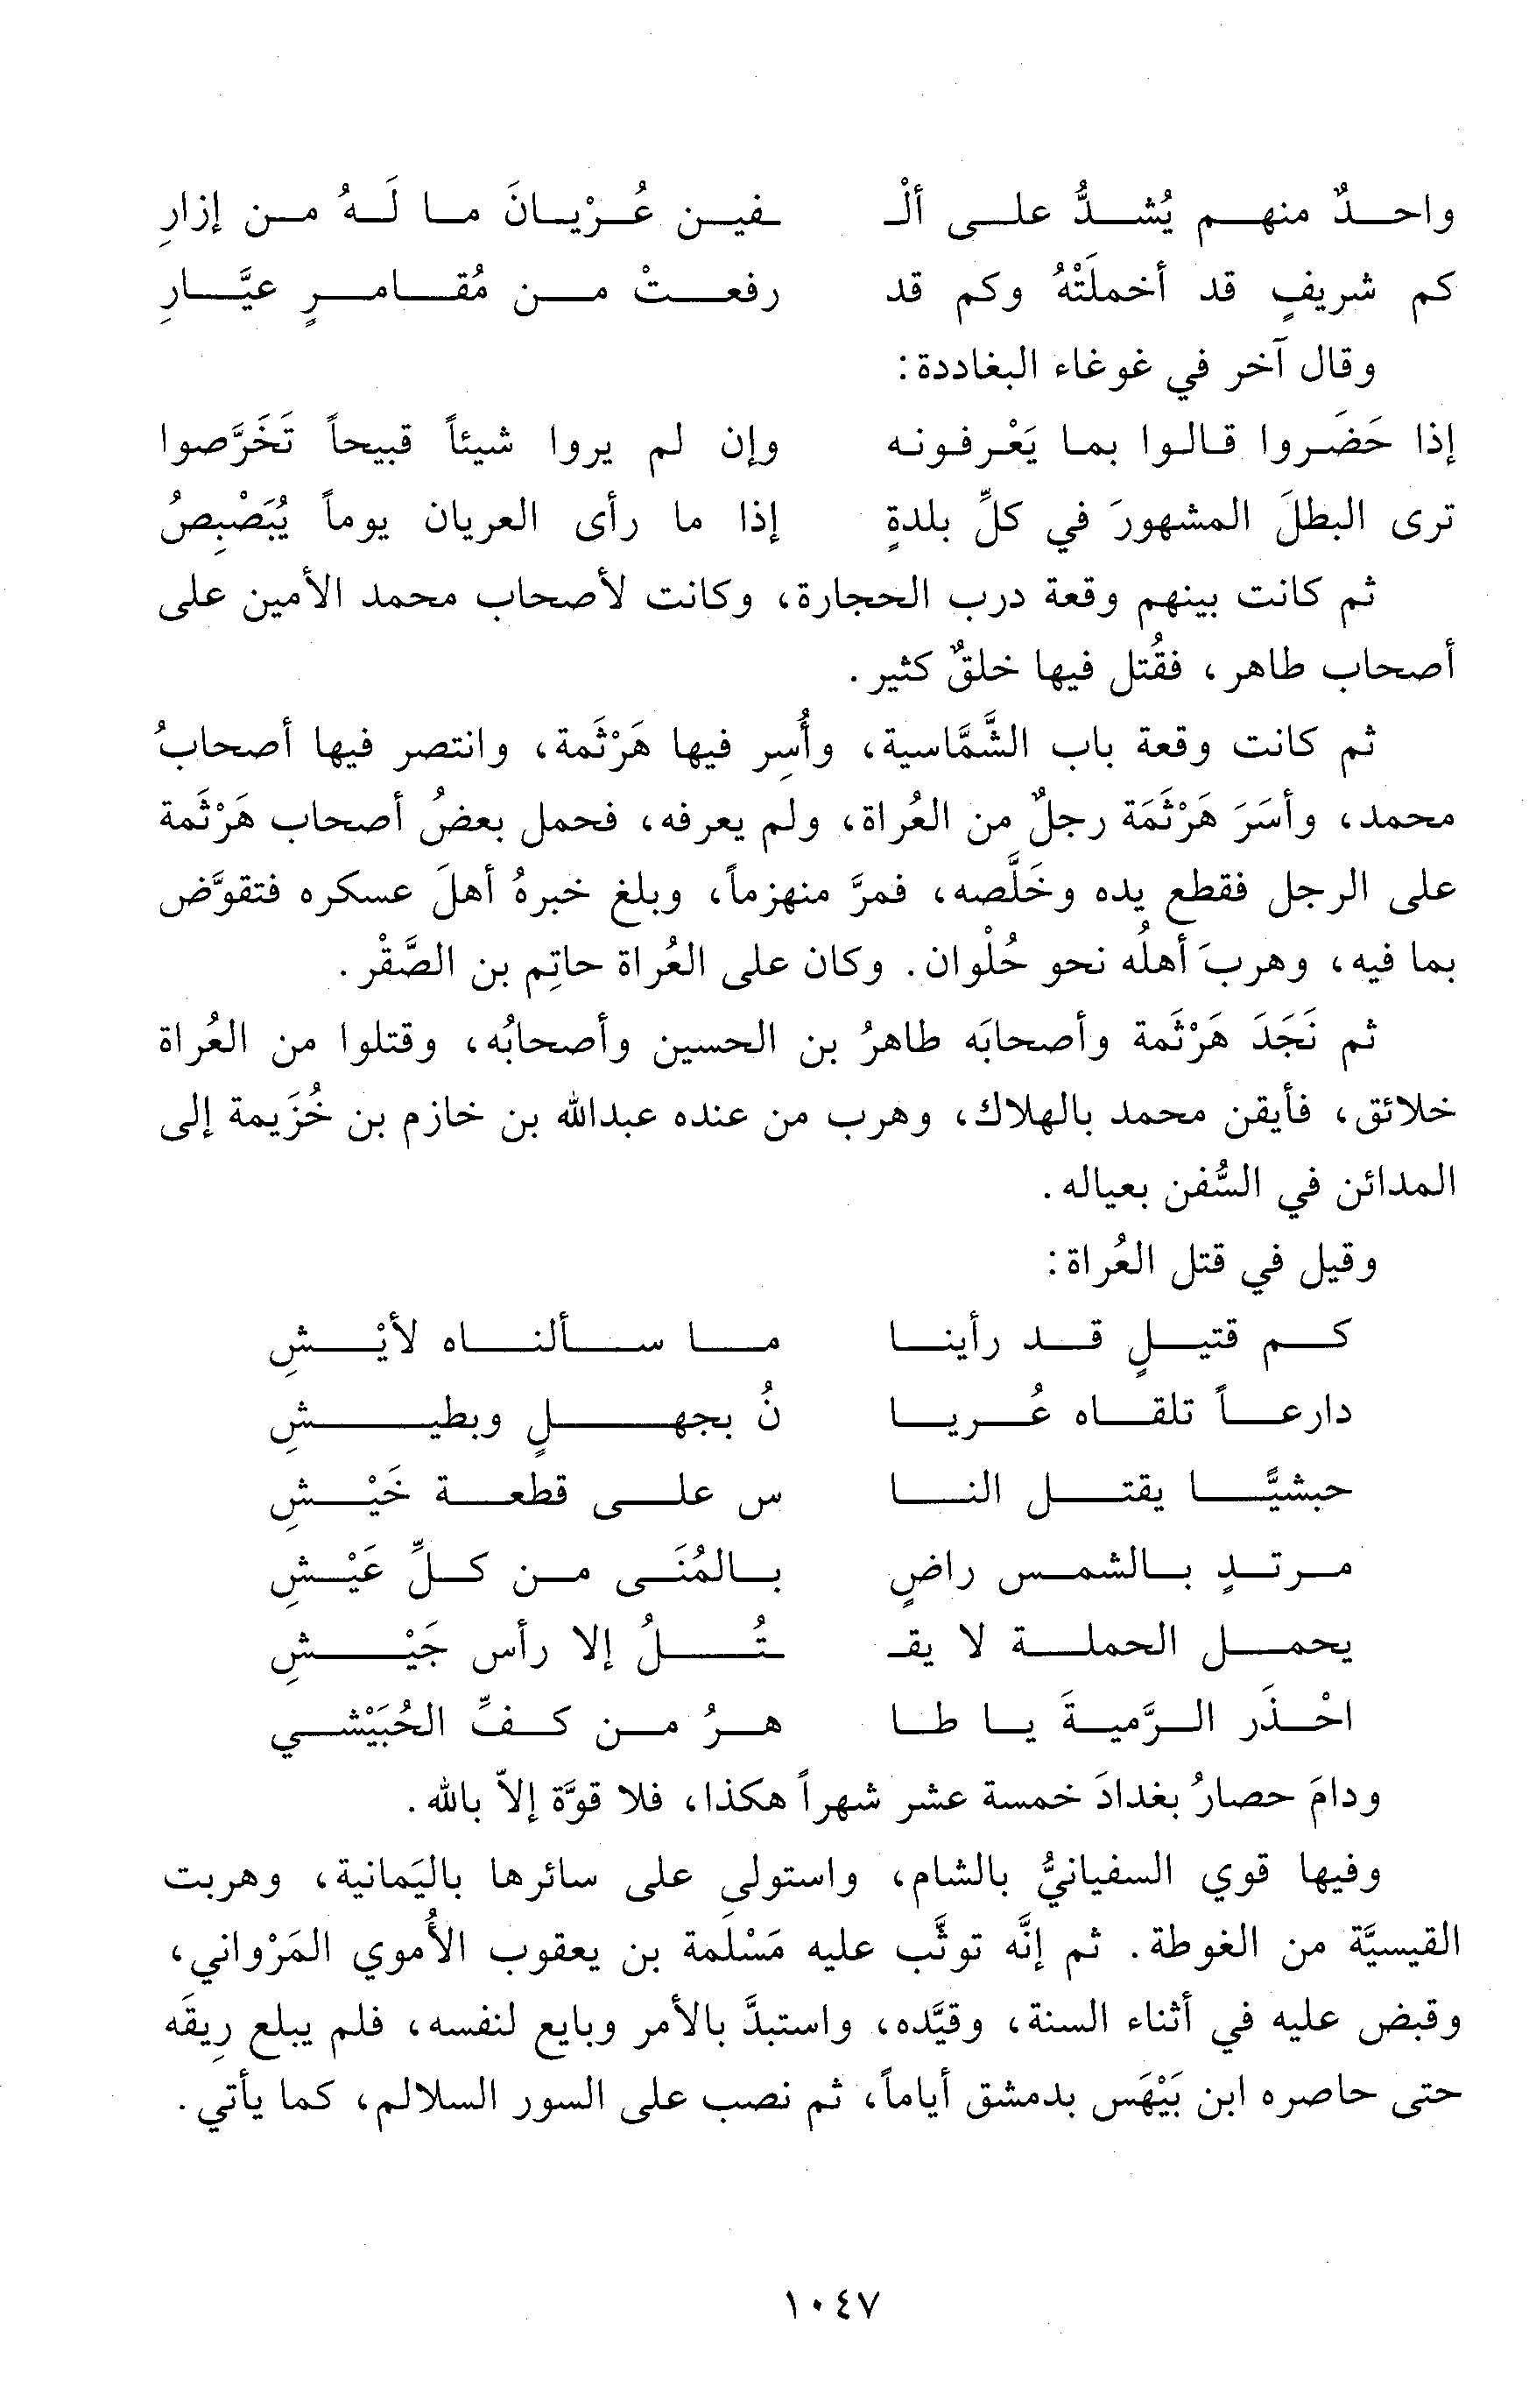 واحدٌ منهم يُشدُّ على ألْـ ـفين عُرْيانَ ما لَهُ من إزارِ
كم شريفٍ قد أخملَتْهُ وكم قد رفعتْ من مُقامرٍ عيَّارِ
وقال آخر في غوغاء البغاددة:
إذا حَضَروا قالوا بما يَعْرفونه وإن لم يروا شيئاً قبيحاً تَخَرَّصوا
ترى البطلَ المشهورَ في كلِّ بلدةٍ إذا ما رأى العريان يوماً يُبَصْبِصُ
ثم كانت بينهم وقعة درب الحجارة، وكانت لأصحاب محمد الأمين على
أصحاب طاهر، فقُتل فيها خلقٌ كثير.
ثم كانت وقعة باب الشَّمَّاسية، وأُسِر فيها هَرْثَمة، وانتصر فيها أصحابُ
محمد، وأسَرَ هَرْثَمَة رجلٌ من العُراة، ولم يعرفه، فحمل بعضُ أصحاب هَرْثَمة
على الرجل فقطع يده وخَلَّصه، فمرَّ منهزماً، وبلغ خبرهُ أهلَ عسكره فتقوَّض
بما فيه، وهربَ أهلُه نحو حُلْوان. وكان على العُراة حاتِم بن الصَّقْر.
ثم نَجَدَ هَرْثَمة وأصحابَه طاهرُ بن الحسين وأصحابُه، وقتلوا من العُراة
خلائق، فأيقن محمد بالهلاك، وهرب من عنده عبدالله بن خازم بن خُزَيمة إلى
المدائن في السُّفن بعياله.
وقيل في قتل العُراة:
كم قتيلٍ قد رأينا ما سألناه لأيْشِ
دارعاً تلقاه عُريا نُ بجهلٍ وبطيشِ
حبشيًّا يقتل النا س على قطعة خَيْشِ
مرتدٍ بالشمس راضٍ بالمُنَى من كلِّ عَيْشِ
يحمل الحملة لا يقـ ـتُلُ إلا رأس جَيْشِ
احْذَر الرَّميةَ يا طا هرُ من كفِّ الحُبَيْشي
ودامَ حصارُ بغدادَ خمسة عشر شهراً هكذا، فلا قوَّة إلاّ بالله.
وفيها قوي السفيانيُّ بالشام، واستولى على سائرها باليَمانية، وهربت
القيسيَّة من الغوطة. ثم إنَّه توثَّب عليه مَسْلَمة بن يعقوب الأُموي المَرْواني،
وقبض عليه في أثناء السنة، وقيَّده، واستبدَّ بالأمر وبايع لنفسه، فلم يبلع رِيقَه
حتى حاصره ابن بَيْهَس بدمشق أياماً، ثم نصب على السور السلالم، كما يأتي.
١٠٤٧